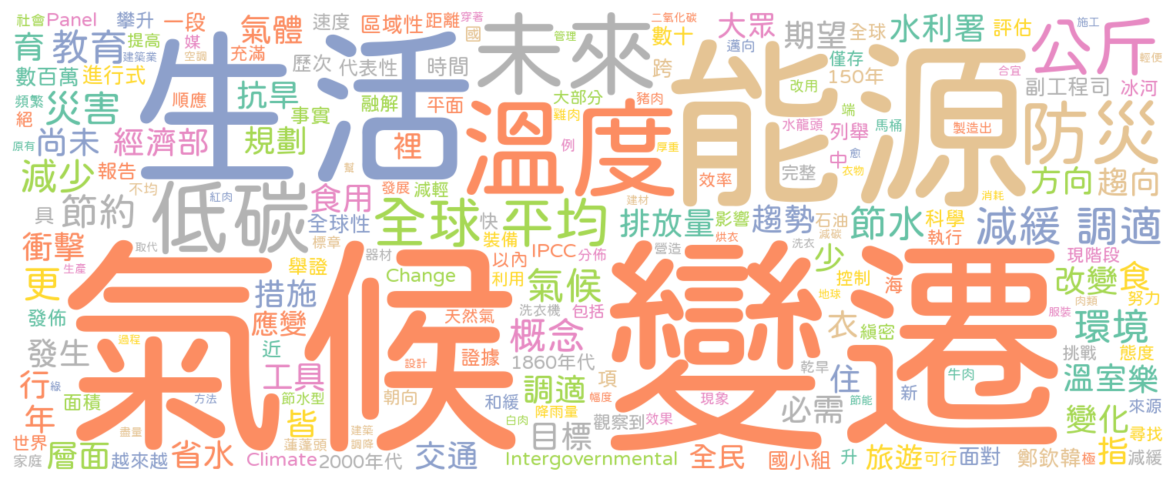 社會 Panel 攀升 一段 氣體 速度 區域性 距離 穿著 二氧化碳 大眾 期望 全球 水利署 評估 施工 公斤
育 教育 提高 媒 建築業 空調 充滿 生活 歷次 代表性 國 時間 未來 管理 數十 跨 邁向 能源 僅存 150年 合宜 輕便
數百萬 進行式 頻繁 災害 順應 抗旱 事實 融解 平面 大部分 豬肉 雞肉 改用 端 副工程司 冰河 防災
絕 原有 尚未 經濟部 規劃 裡 溫度 例 厚重 水龍頭 馬桶 列舉 中 愈 衣物 製造出
減少 報告 不均 紅肉 低碳 發展 減輕 食用 效率 完整 建材 消耗 方向 趨向
具 節約 取代 全球性 標章 全球 快 平均 裝備 排放量 影響 趨勢 石油 減碳 節水 科學 執行 減緩 調適
衝擊 生產 舉證 器材 Change 以內 IPCC 分佈 利用 烘衣 營造 洗衣 少 控制 海 現階段 改變 食
更 氣候 措施 天然氣 氣候 洗衣機 包括 變遷 地球 肉類 努力
發佈 應變 概念 衣 縝密 服裝 環境
發生 過程 近 設計 證據 1860年代 乾旱 挑戰 態度
行 綠 工具 朝向 調適 項 幅度 現象 住 新 牛肉 溫室樂
年 面積 方法 節水型 皆 和緩 降雨量 觀察到 效果 必需 節能 變化 來源
世界 盡量 蓮蓬頭 建築 調降 白肉 目標 尋找
家庭 層面 越來越 省水 Climate 2000年代 交通 Intergovernmental 全民 國小組 升 旅遊 可行 面對 鄭欽韓 極 指 減緩